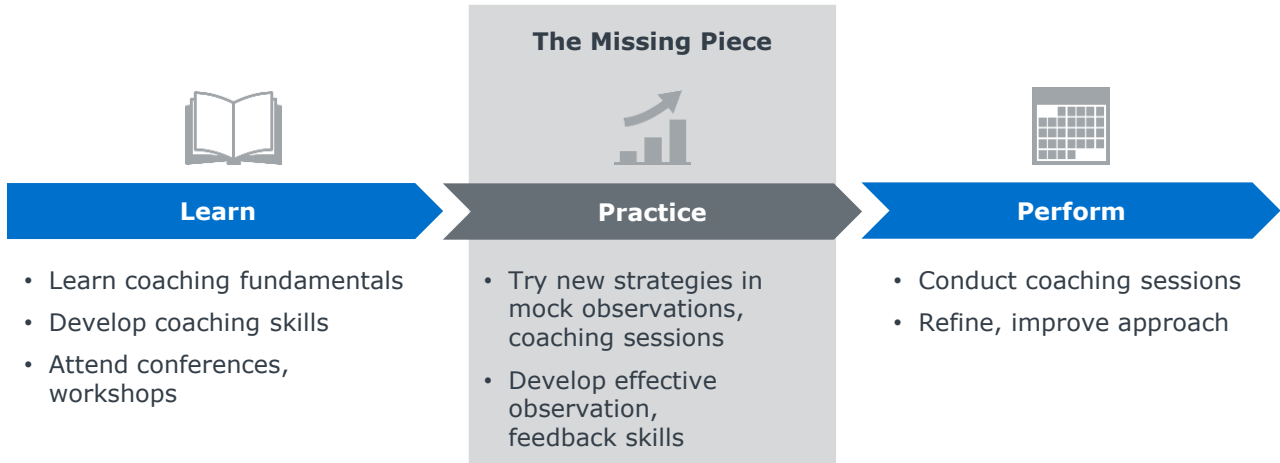 The Missing Piece
Learn
Practice
Perform
• Learn coaching fundamentals
• Develop coaching skills
• Attend conferences,
workshops
• Try new strategies in
mock observations,
coaching sessions
• Develop effective
observation,
feedback skills
• Conduct coaching sessions
• Refine, improve approach